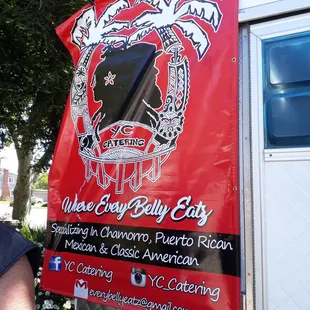 YC
CATERING
Where Every Belly Eatz
Specializing In Chamorro, Puerto Rican
Mexican & Classic American
YC Catering
YC_Catering
everybellyeatz@gmail.com